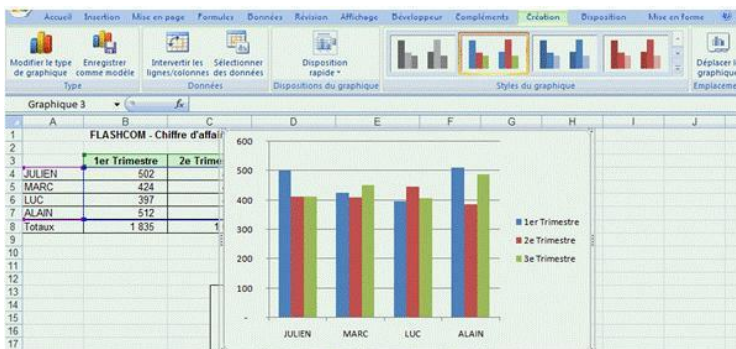 Accueil Insertion Mise en page Formules Données Révision Affichage Développeur Compléments Création Disposition Mise en forme
Modifier le type de graphique
Enregistrer comme modèle
Intervertir les lignes/colonnes
Sélectionner des données
Disposition rapide
Déplacer l
graphique
Type
Données
Dispositions du graphique
Styles du graphique
Emplaceme
Graphique 3 fx
A B C D E F G H I J
1 FLASHCOM - Chiffre d'affai
2
3 1er Trimestre 2e Trime
4 JULIEN 502
5 MARC 424
6 LUC 397
7 ALAIN 512
8 Totaux 1 835 1
9
10
11
12
13
14
15
16
17
600
500
400
300
200
100
-
JULIEN MARC LUC ALAIN
1er Trimestre
2e Trimestre
3e Trimestre